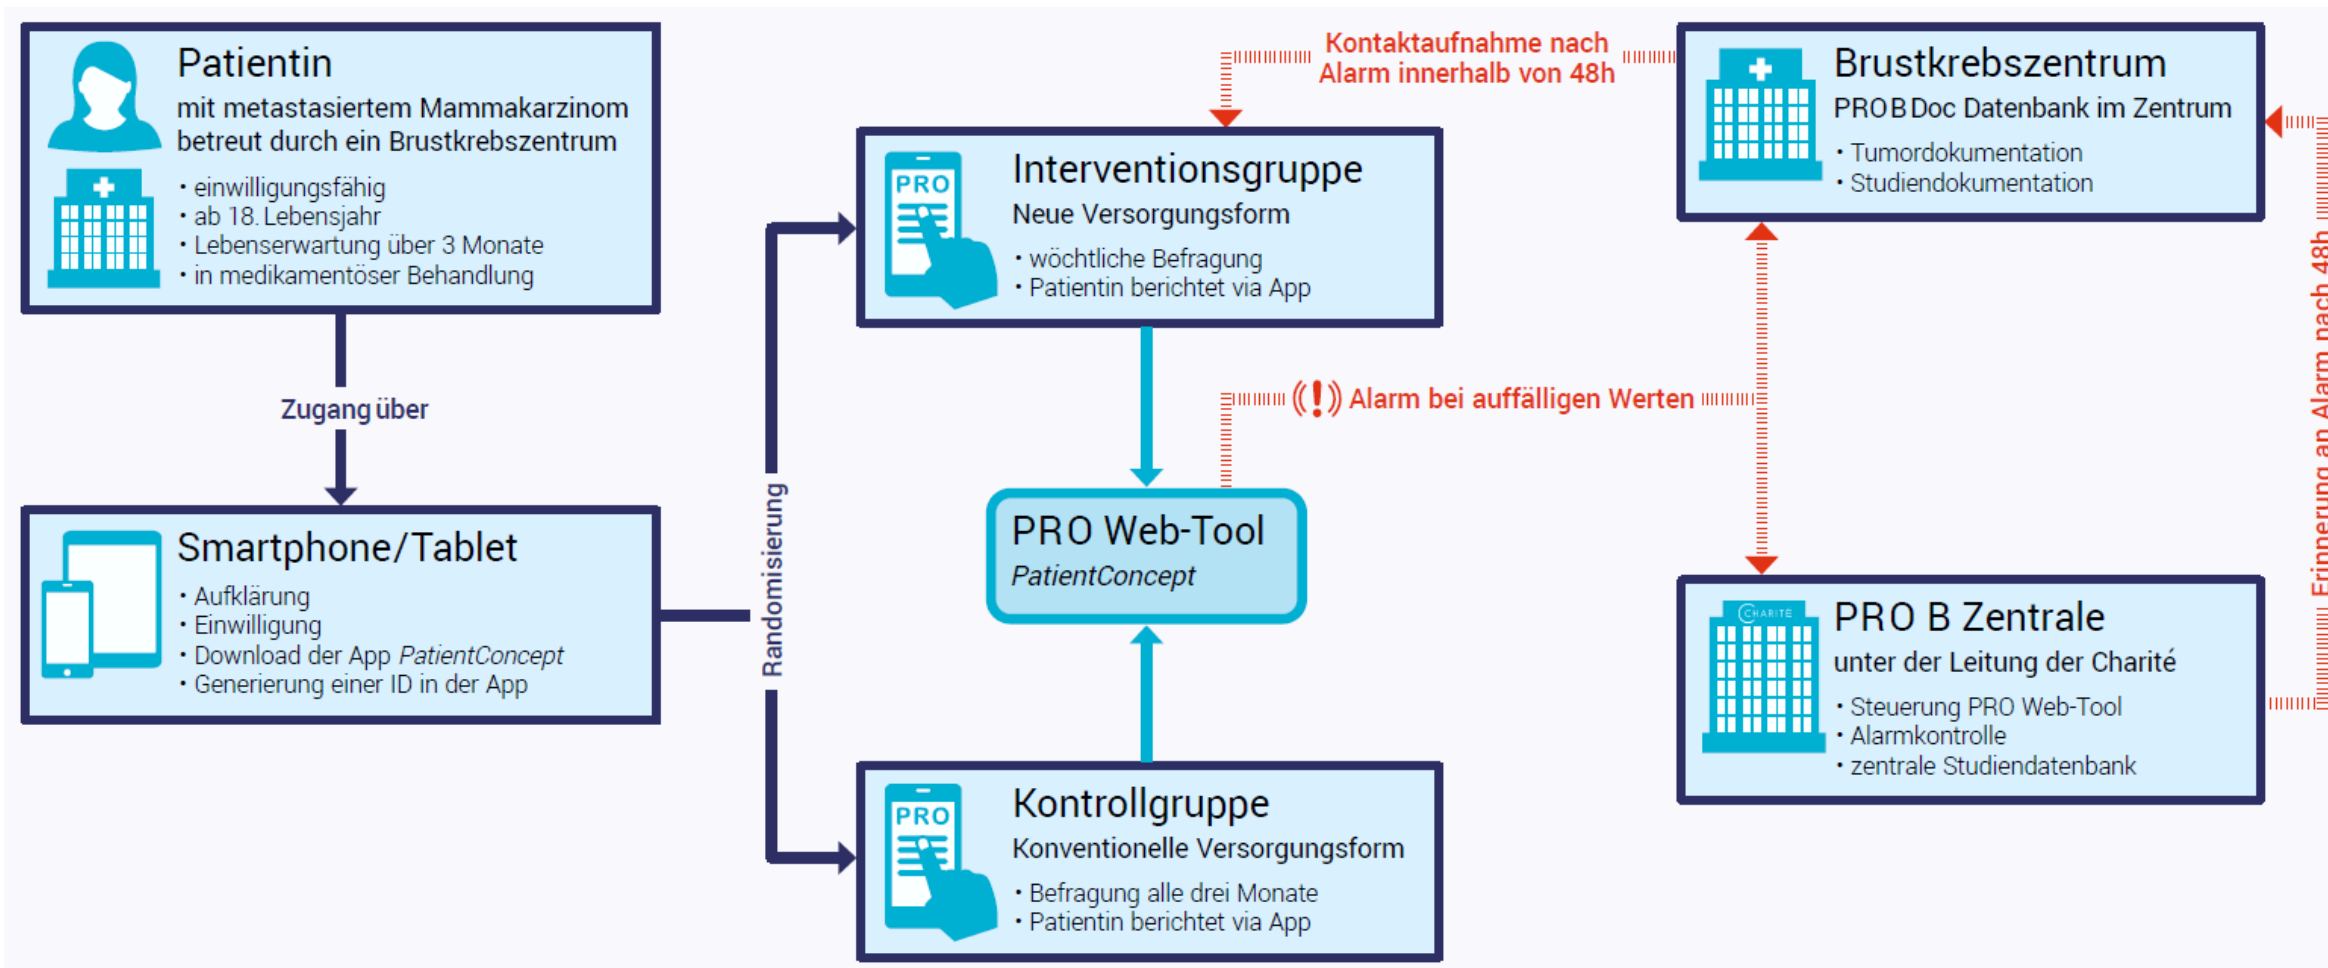 Patientin
mit metastasiertem Mammakarzinom
betreut durch ein Brustkrebszentrum
• einwilligungsfähig
• ab 18. Lebensjahr
• Lebenserwartung über 3 Monate
• in medikamentöser Behandlung
Zugang über
Smartphone/Tablet
• Aufklärung
• Einwilligung
• Download der App PatientConcept
• Generierung einer ID in der App
Randomisierung
Kontaktaufnahme nach
Alarm innerhalb von 48h
PRO
Interventionsgruppe
Neue Versorgungsform
• wöchtliche Befragung
• Patientin berichtet via App
((!)) Alarm bei auffälligen Werten
PRO Web-Tool
PatientConcept
PRO
Kontrollgruppe
Konventionelle Versorgungsform
• Befragung alle drei Monate
• Patientin berichtet via App
Brustkrebszentrum
PRO B Doc Datenbank im Zentrum
• Tumordokumentation
• Studiendokumentation
Erinnerung an Alarm nach 48h
CHARITÉ
PRO B Zentrale
unter der Leitung der Charité
• Steuerung PRO Web-Tool
• Alarmkontrolle
• zentrale Studiendatenbank